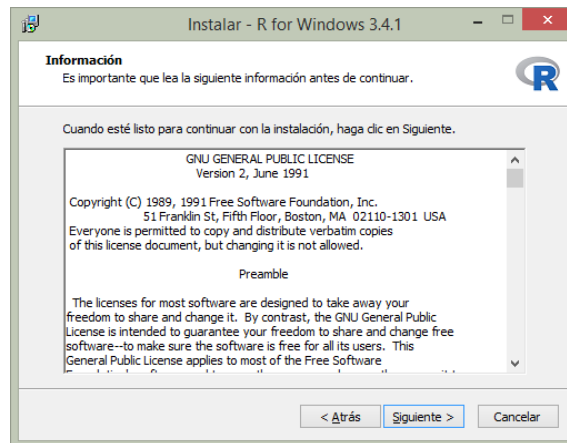 Instalar - R for Windows 3.4.1
Información
Es importante que lea la siguiente información antes de continuar.
R
Cuando esté listo para continuar con la instalación, haga clic en Siguiente.
GNU GENERAL PUBLIC LICENSE
Version 2, June 1991
Copyright (C) 1989, 1991 Free Software Foundation, Inc.
51 Franklin St, Fifth Floor, Boston, MA 02110-1301 USA
Everyone is permitted to copy and distribute verbatim copies
of this license document, but changing it is not allowed.
Preamble
The licenses for most software are designed to take away your
freedom to share and change it. By contrast, the GNU General Public
License is intended to guarantee your freedom to share and change free
software--to make sure the software is free for all its users. This
General Public License applies to most of the Free Software
< Atrás
Siguiente >
Cancelar